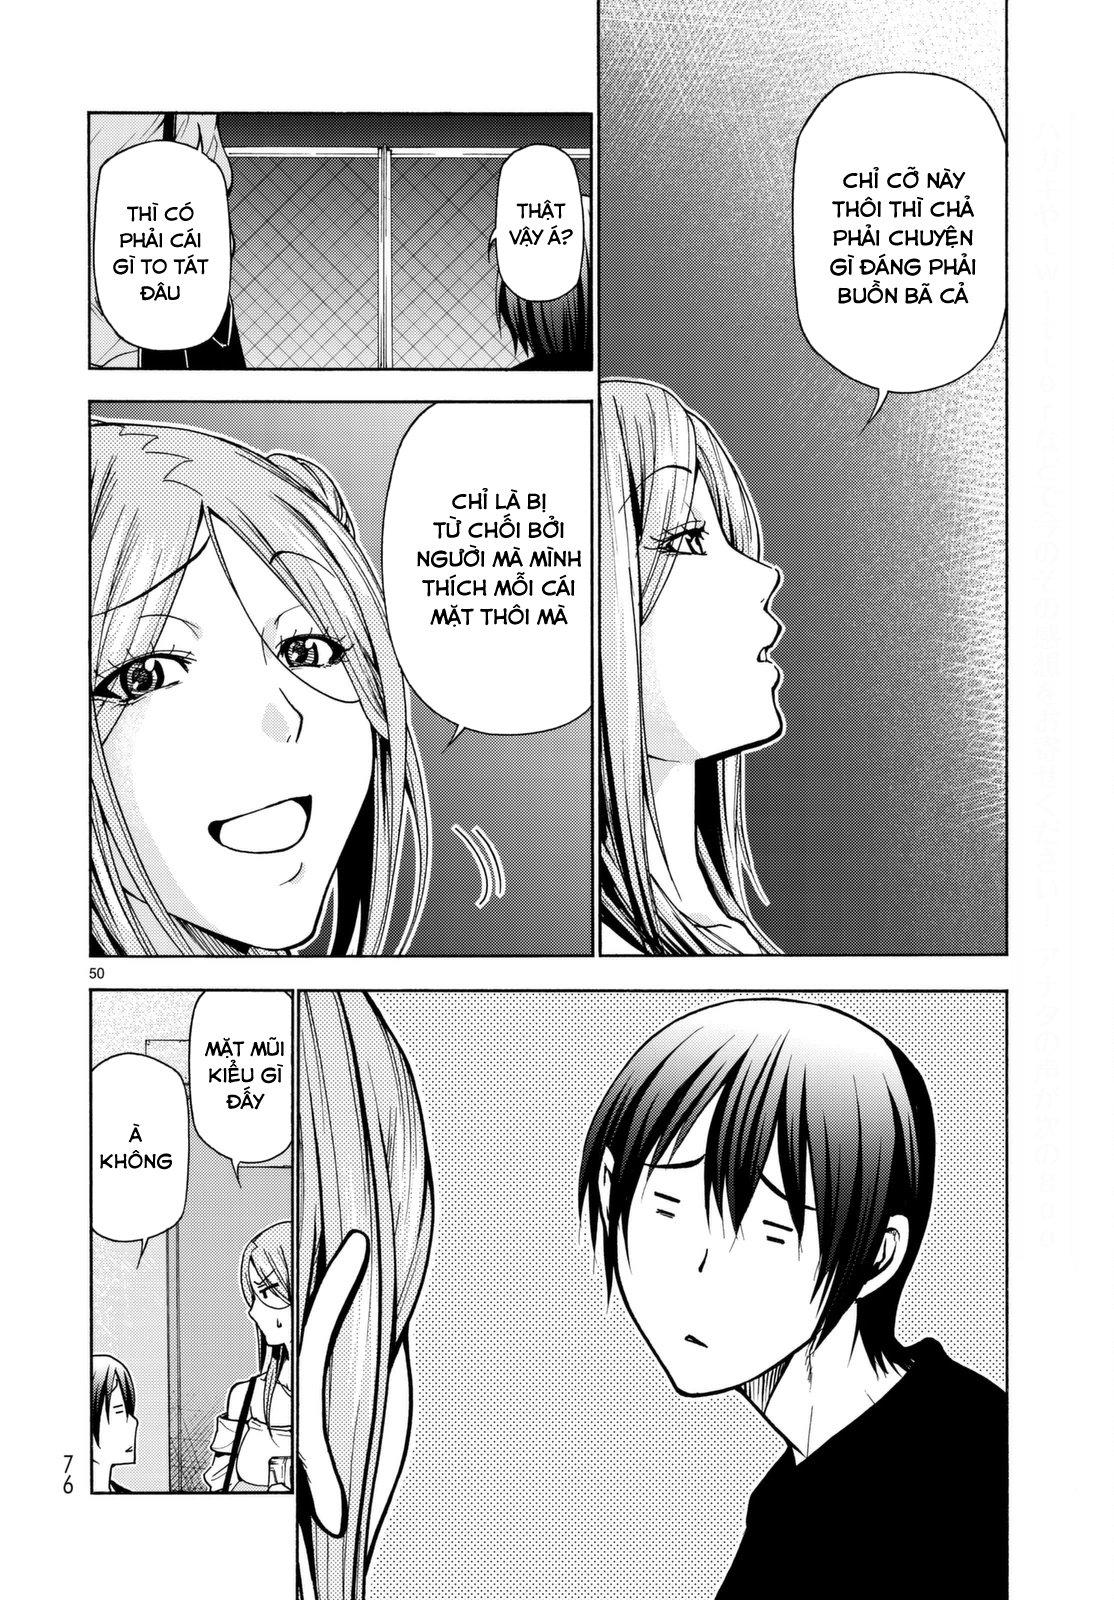 CHỈ CỠ NÀY
THÔI THÌ CHẢ
PHẢI CHUYỆN
GÌ ĐÁNG PHẢI
BUỒN BÃ CẢ
THẬT
VẬY Á?
THÌ CÓ
PHẢI CÁI
GÌ TO TÁT
ĐÂU
CHỈ LÀ BỊ
TỪ CHỐI BỞI
NGƯỜI MÀ MÌNH
THÍCH MỖI CÁI
MẶT THÔI MÀ
50
MẶT MŨI
KIỂU GÌ
ĐẤY
À
KHÔNG
76